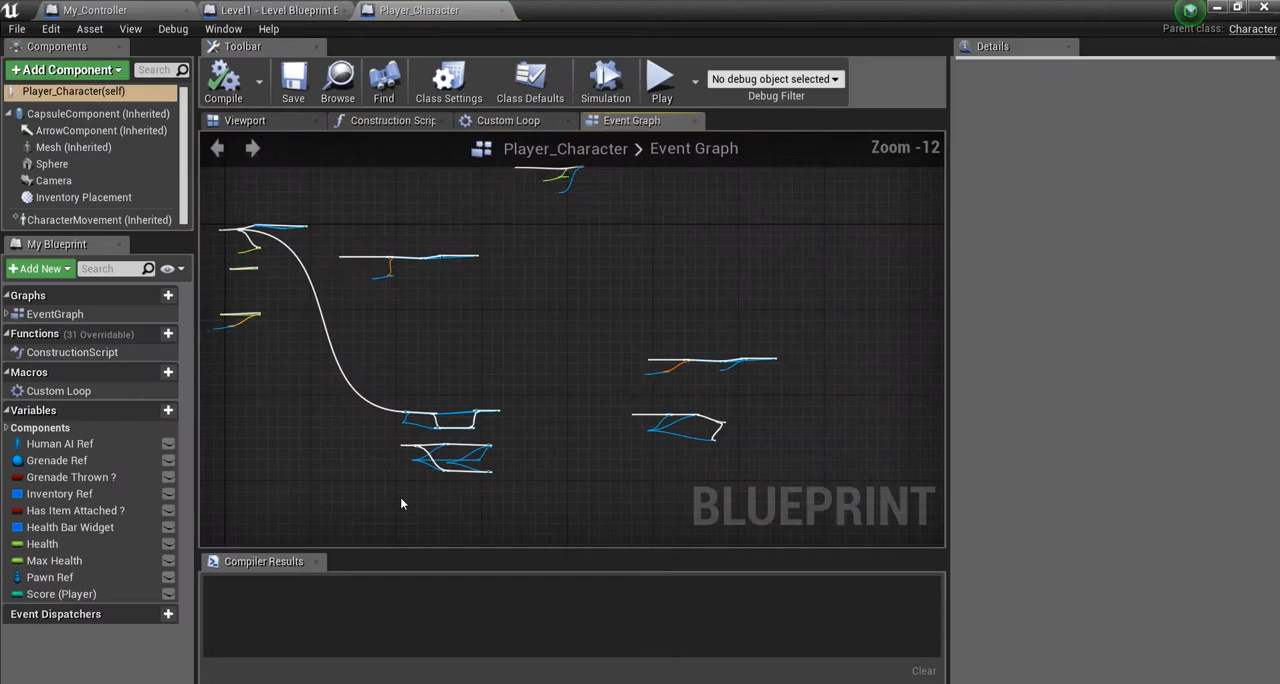 My_Controller
Level1 - Level Blueprint E
Player_Character
File Edit Asset View Window Debug Help
Parent class: Character
Components
+Add Component
Search
Player_Character(self)
CapsuleComponent (Inherited)
ArrowComponent (Inherited)
Mesh (Inherited)
Sphere
Camera
Inventory Placement
CharacterMovement (Inherited)
My Blueprint
+Add New
Search
Graphs
EventGraph
Functions (31 Overridable)
ConstructionScript
Macros
Custom Loop
Variables
Components
Human AI Ref
Grenade Ref
Grenade Thrown ?
Inventory Ref
Has Item Attached ?
Health Bar Widget
Health
Max Health
Pawn Ref
Score (Player)
Event Dispatchers
Toolbar
Compile
Save
Browse
Find
Class Settings
Class Defaults
Simulation
Play
No debug object selected
Debug Filter
Viewport
Construction Scrip
Custom Loop
Event Graph
Player_Character > Event Graph
Zoom -12
BLUEPRINT
Compiler Results
Clear
Details